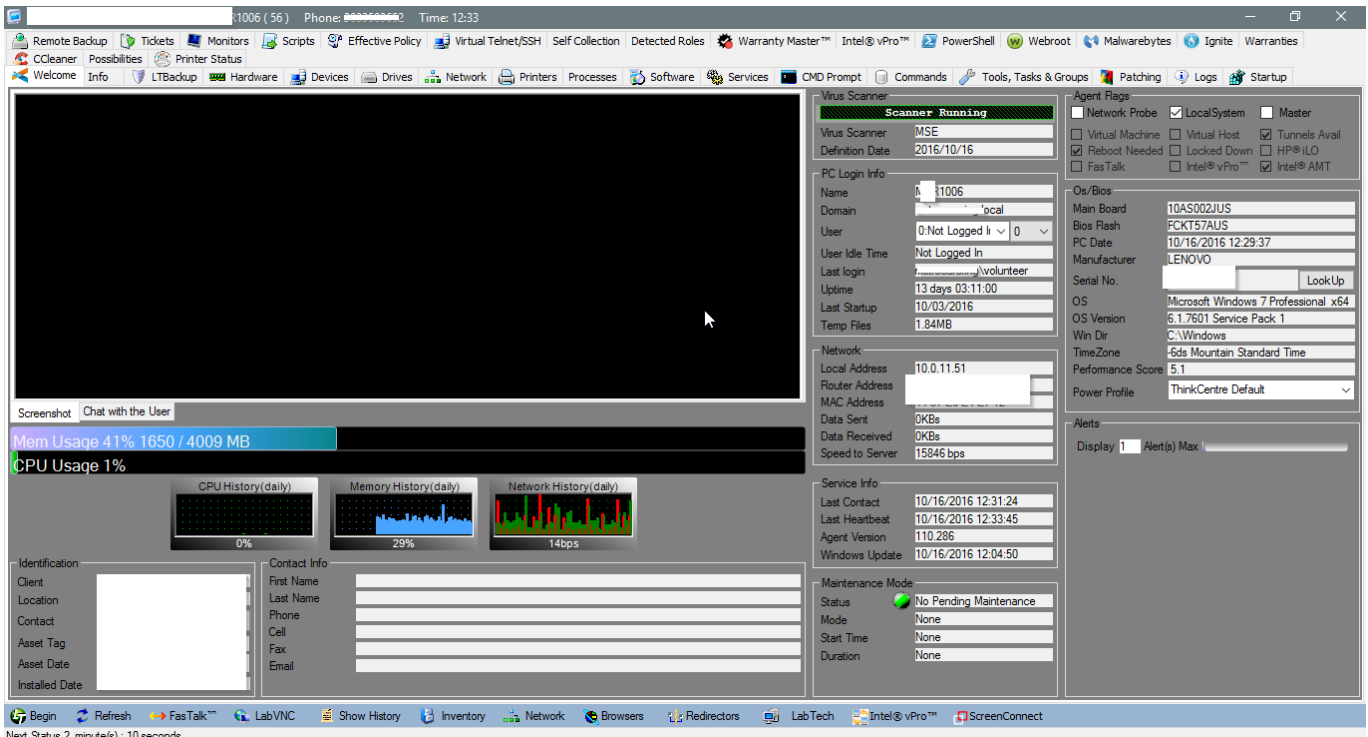 1006 ( 56 ) Phone: Time: 12:33
Remote Backup Tickets Monitors Scripts Effective Policy Virtual Telnet/SSH Self Collection Detected Roles Warranty Master™ Intel® vPro™ PowerShell Webroot Malwarebytes Ignite Warranties
CCleaner Possibilities Printer Status
Welcome Info LTBackup Hardware Devices Drives Network Printers Processes Software Services CMD Prompt Commands Tools, Tasks & Groups Patching Logs Startup
Screenshot Chat with the User
Mem Usage 41% 1650 / 4009 MB
CPU Usage 1%
CPU History(daily) Memory History(daily) Network History(daily)
0% 29% 14bps
Identification
Client
Location
Contact
Asset Tag
Asset Date
Installed Date
Contact Info
First Name
Last Name
Phone
Cell
Fax
Email
Virus Scanner
Scanner Running
Virus Scanner MSE
Definition Date 2016/10/16
PC Login Info
Name 1006
Domain ocal
User 0:Not Logged 0
User Idle Time Not Logged In
Last login \volunteer
Uptime 13 days 03:11:00
Last Startup 10/03/2016
Temp Files 1.84MB
Network
Local Address 10.0.11.51
Router Address
MAC Address
Data Sent 0KBs
Data Received 0KBs
Speed to Server 15846 bps
Service Info
Last Contact 10/16/2016 12:31:24
Last Heartbeat 10/16/2016 12:33:45
Agent Version 110.286
Windows Update 10/16/2016 12:04:50
Maintenance Mode
Status No Pending Maintenance
Mode None
Start Time None
Duration None
Agent Flags
Network Probe LocalSystem Master
Virtual Machine Virtual Host Tunnels Avail
Reboot Needed Locked Down HP® iLO
FasTalk Intel® vPro™ Intel® AMT
Os/Bios
Main Board 10AS002JUS
Bios Flash FCKT57AUS
PC Date 10/16/2016 12:29:37
Manufacturer LENOVO
Serial No. LookUp
OS Microsoft Windows 7 Professional x64
OS Version 6.1.7601 Service Pack 1
Win Dir C:\Windows
TimeZone -6ds Mountain Standard Time
Performance Score 5.1
Power Profile ThinkCentre Default
Alerts
Display 1 Alert(s) Max
Begin Refresh FasTalk™ LabVNC Show History Inventory Network Browsers Redirectors LabTech Intel® vPro™ ScreenConnect
Next Status 2 minute(s) : 10 seconds